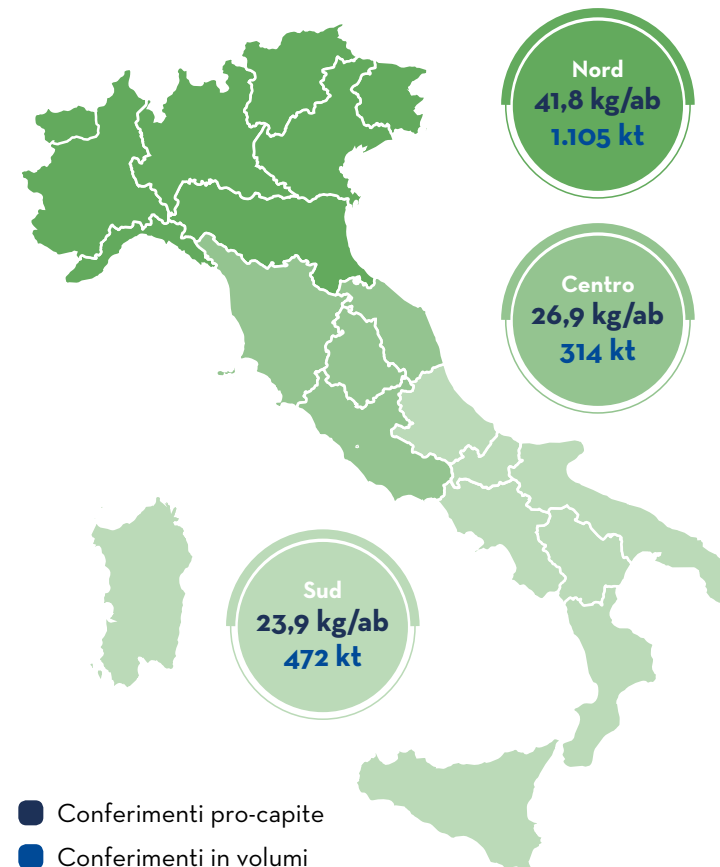 Nord
41,8 kg/ab
1.105 kt
Centro
26,9 kg/ab
314 kt
Sud
23,9 kg/ab
472 kt
Conferimenti pro-capite
Conferimenti in volumi